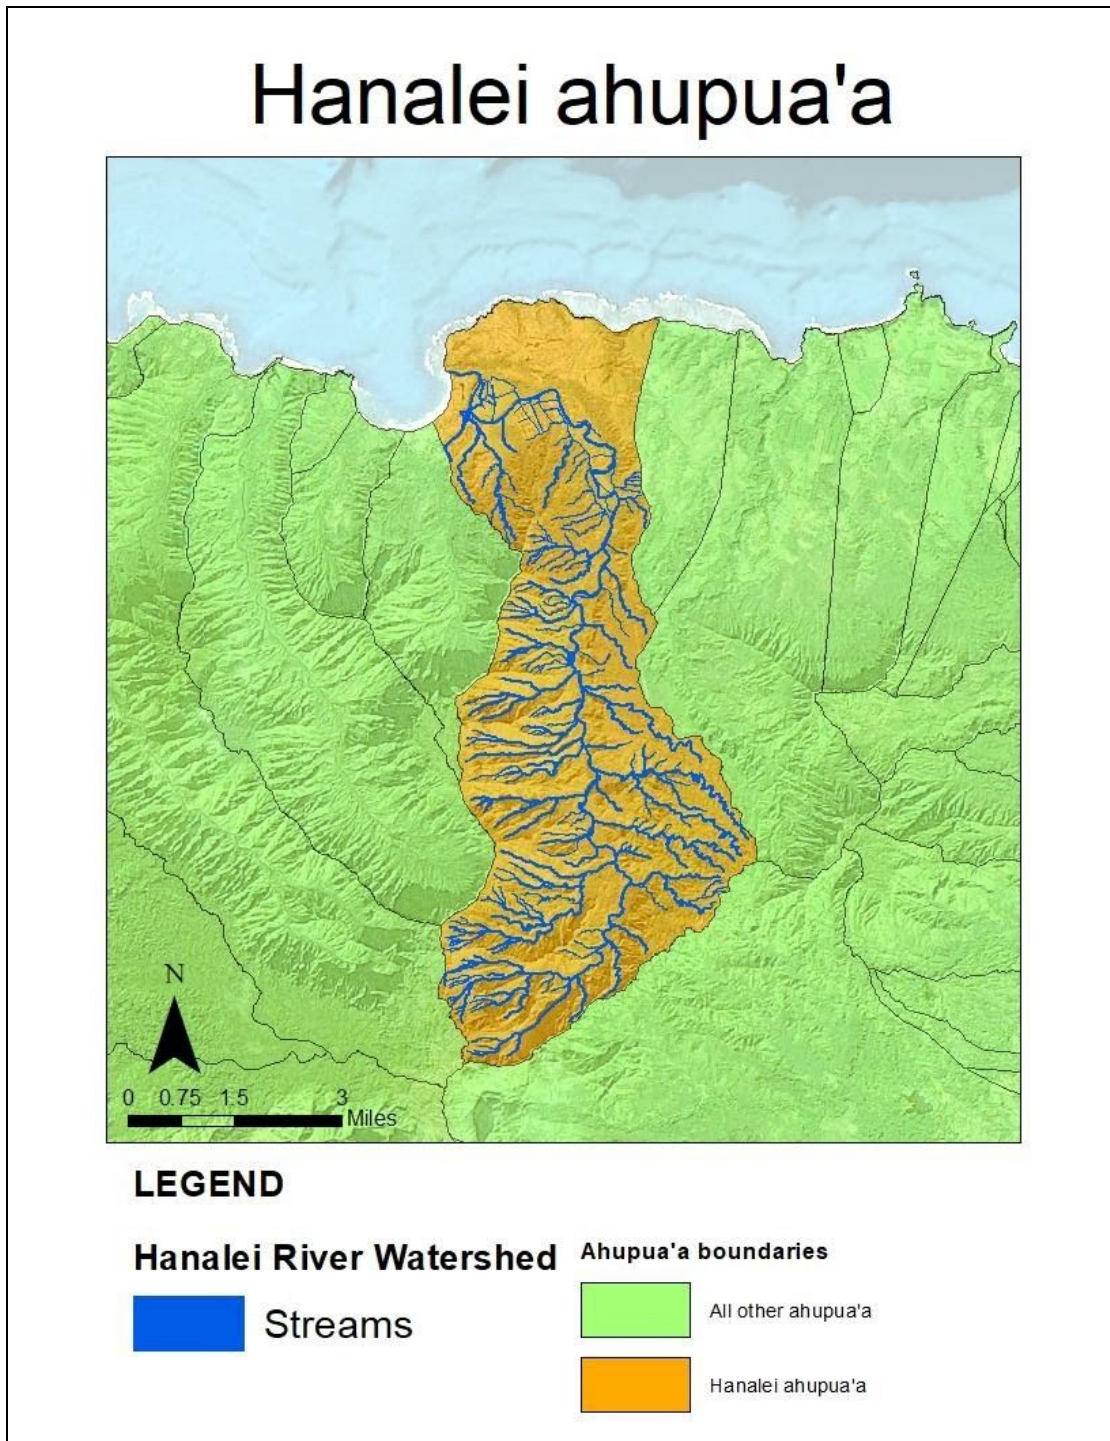 Hanalei ahupua'a
N
0 0.75 1.5 3
Miles
LEGEND
Hanalei River Watershed
Streams
Ahupua'a boundaries
All other ahupua'a
Hanalei ahupua'a